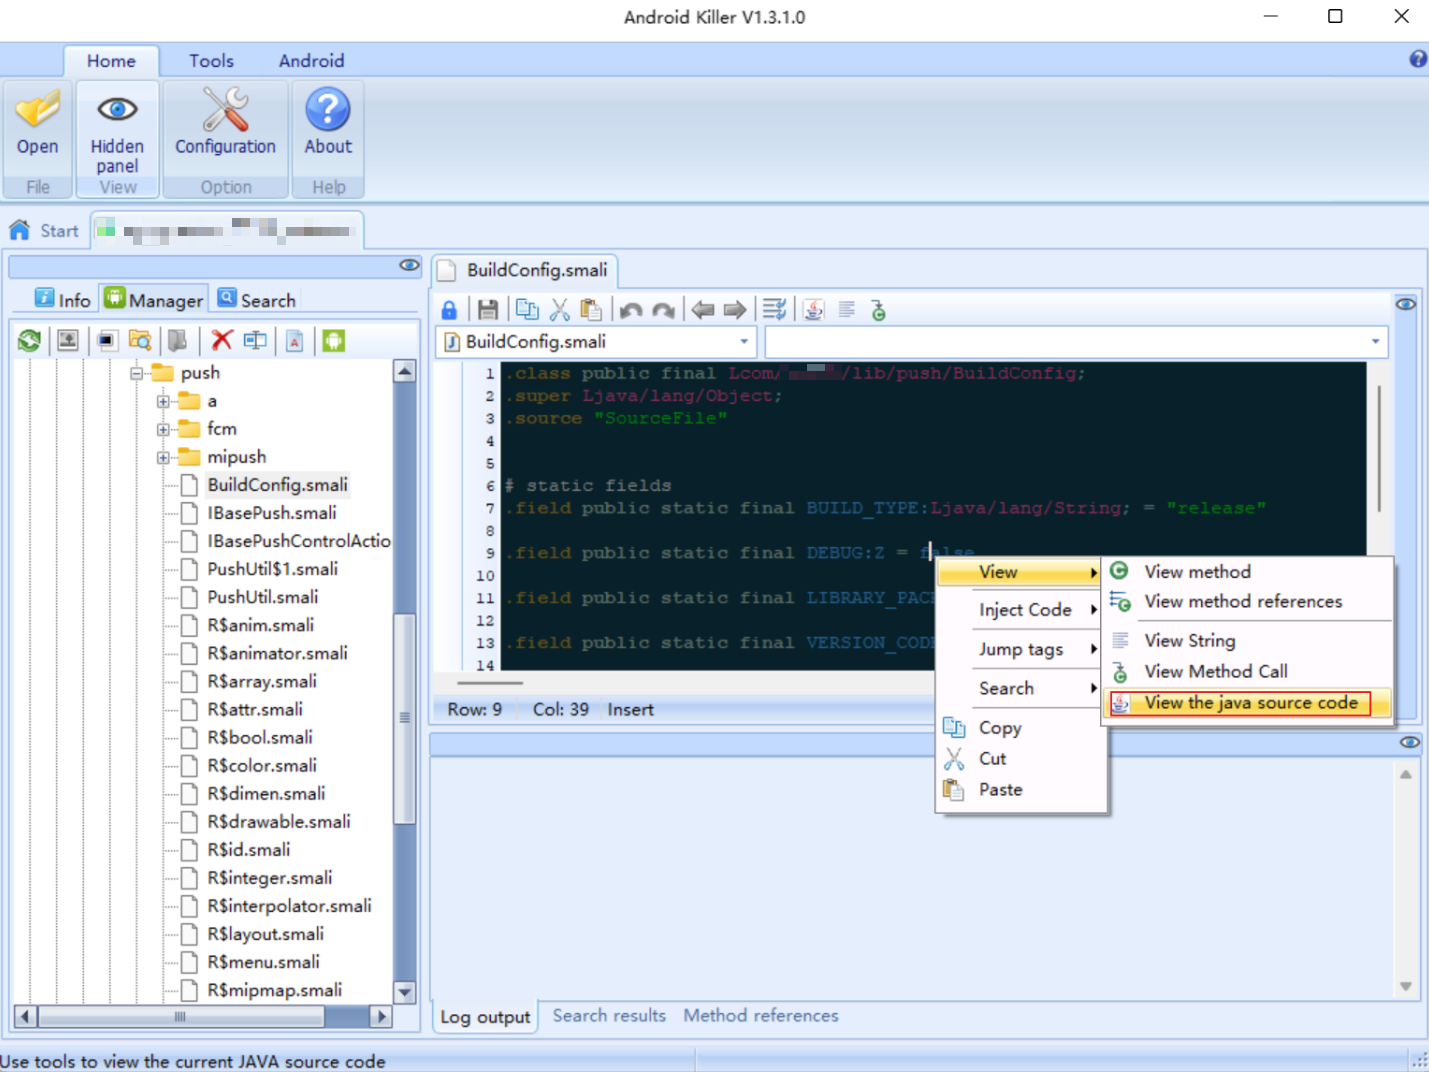 Android Killer V1.3.1.0
Home Tools Android
Open Hidden panel Configuration About
File View Option Help
Start
Info Manager Search
push
a
fcm
mipush
BuildConfig.smali
IBasePush.smali
IBasePushControlActio
PushUtil$1.smali
PushUtil.smali
R$anim.smali
R$animator.smali
R$array.smali
R$attr.smali
R$bool.smali
R$color.smali
R$dimen.smali
R$drawable.smali
R$id.smali
R$integer.smali
R$interpolator.smali
R$layout.smali
R$menu.smali
R$mipmap.smali
BuildConfig.smali
BuildConfig.smali
1 .class public final Lcom/ /lib/push/BuildConfig;
2 .super Ljava/lang/Object;
3 .source "SourceFile"
4
5
6 # static fields
7 .field public static final BUILD_TYPE:Ljava/lang/String; = "release"
8
9 .field public static final DEBUG:Z = false
10
11 .field public static final LIBRARY_PACK
12
13 .field public static final VERSION_CODE
14
Row: 9 Col: 39 Insert
View
Inject Code
Jump tags
Search
Copy
Cut
Paste
View method
View method references
View String
View Method Call
View the java source code
Log output Search results Method references
Use tools to view the current JAVA source code